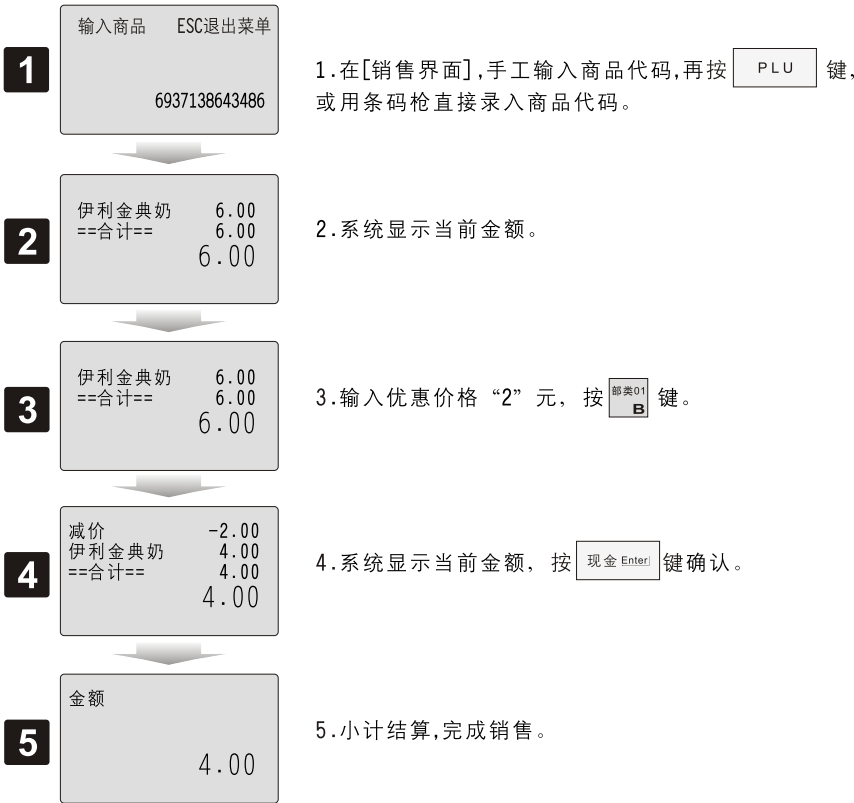 1
输入商品 ESC退出菜单
6937138643486
1.在[销售界面],手工输入商品代码,再按 PLU 键,
或用条码枪直接录入商品代码。
2
伊利金典奶 6.00
==合计== 6.00
6.00
2.系统显示当前金额。
3
伊利金典奶 6.00
==合计== 6.00
6.00
3.输入优惠价格“2”元, 按 部类01 B 键。
4
减价 -2.00
伊利金典奶 4.00
==合计== 4.00
4.00
4.系统显示当前金额, 按 现金 Enter 键确认。
5
金额
4.00
5.小计结算,完成销售。